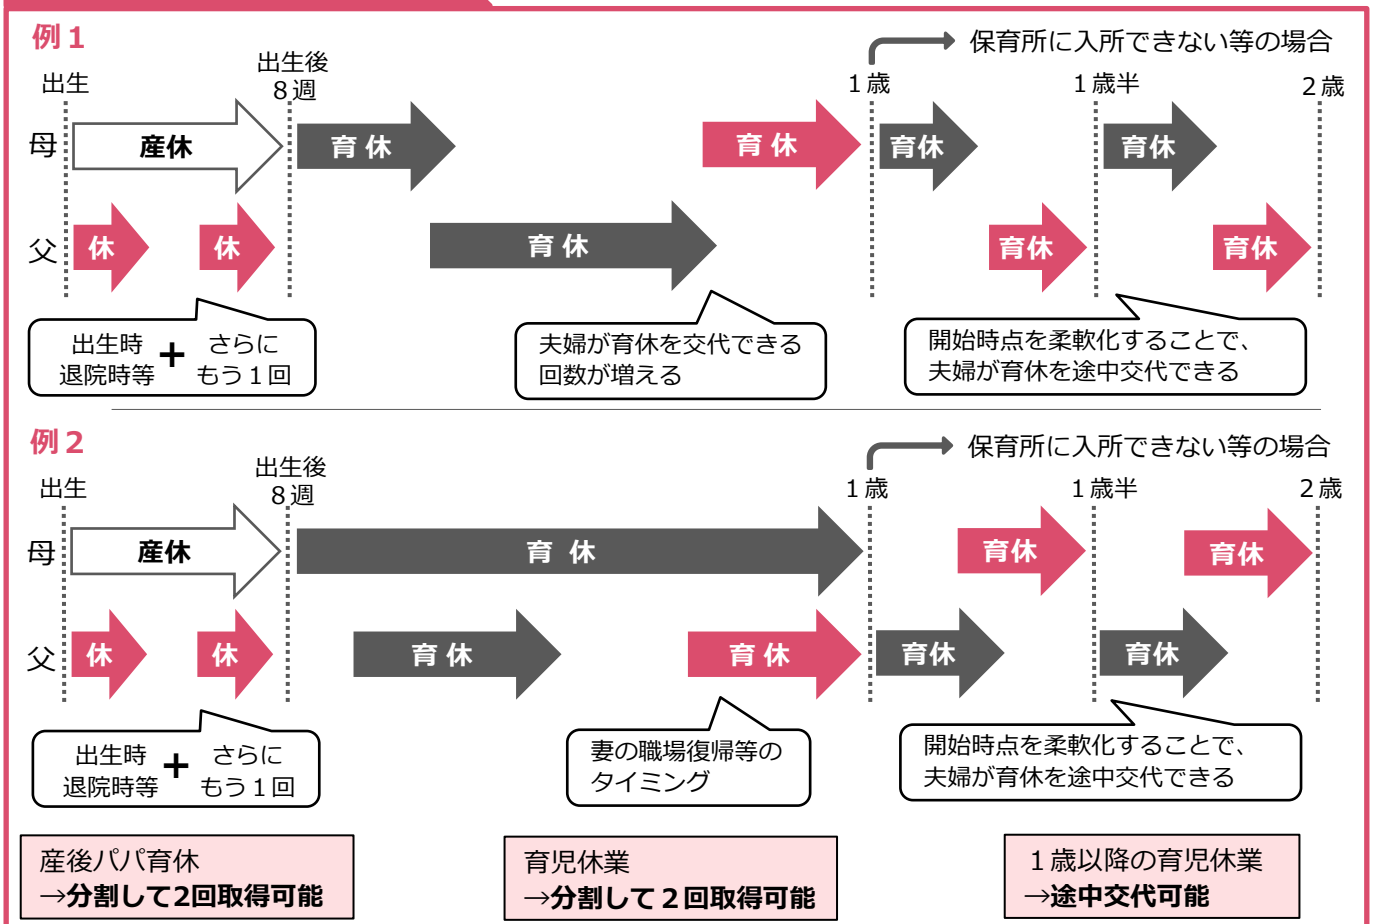 例１
保育所に入所できない等の場合
出生
出生後
８週
１歳
１歳半
２歳
母
産休
育休
育休
育休
育休
父
休
休
育休
育休
育休
出生時
退院時等
＋
さらに
もう１回
夫婦が育休を交代できる
回数が増える
開始時点を柔軟化することで、
夫婦が育休を途中交代できる
例２
保育所に入所できない等の場合
出生
出生後
８週
１歳
１歳半
２歳
母
産休
育休
育休
育休
父
休
休
育休
育休
育休
育休
出生時
退院時等
＋
さらに
もう１回
妻の職場復帰等の
タイミング
開始時点を柔軟化することで、
夫婦が育休を途中交代できる
産後パパ育休
→分割して2回取得可能
育児休業
→分割して２回取得可能
１歳以降の育児休業
→途中交代可能